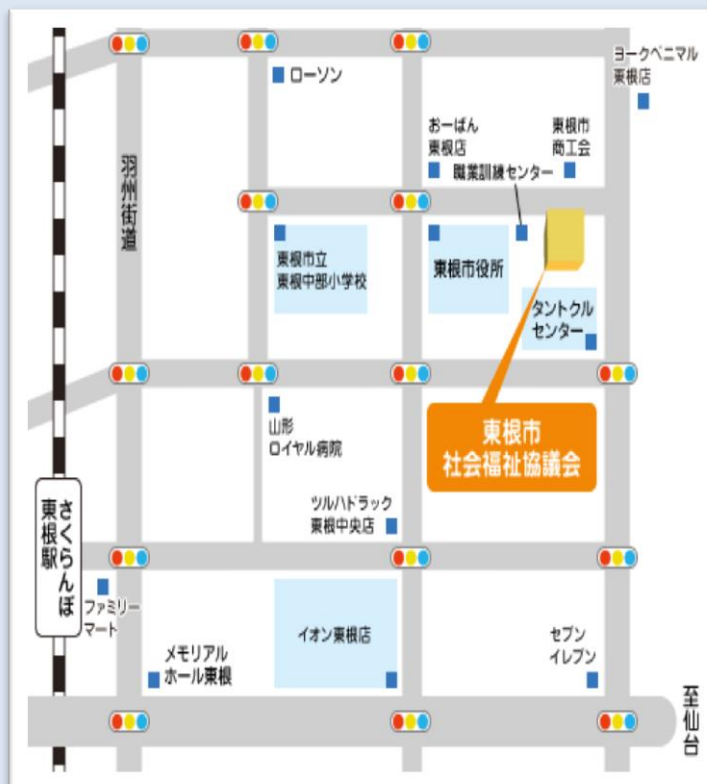 ヨークベニマル
東根店
ローソン
おーばん
東根店
東根市
商工会
職業訓練センター
羽州街道
東根市立
東根中部小学校
東根市役所
タントクル
センター
東根市
社会福祉協議会
山形
ロイヤル病院
ツルハドラック
東根中央店
さくらんぼ
東根駅
ファミリー
マート
イオン東根店
セブン
イレブン
メモリアル
ホール東根
至仙台